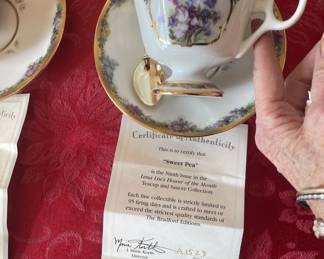 Certificate of Authenticity
This is to certify that
"Sweet Pea"
is the Ninth Issue in the
Lena Liu's Flower of the Month
Teacup and Saucer Collection.
Each fine collectible is strictly limited to
95 firing days and is crafted to meet or
exceed the strictest quality standards of
The Bradford Editions
A1523
Director